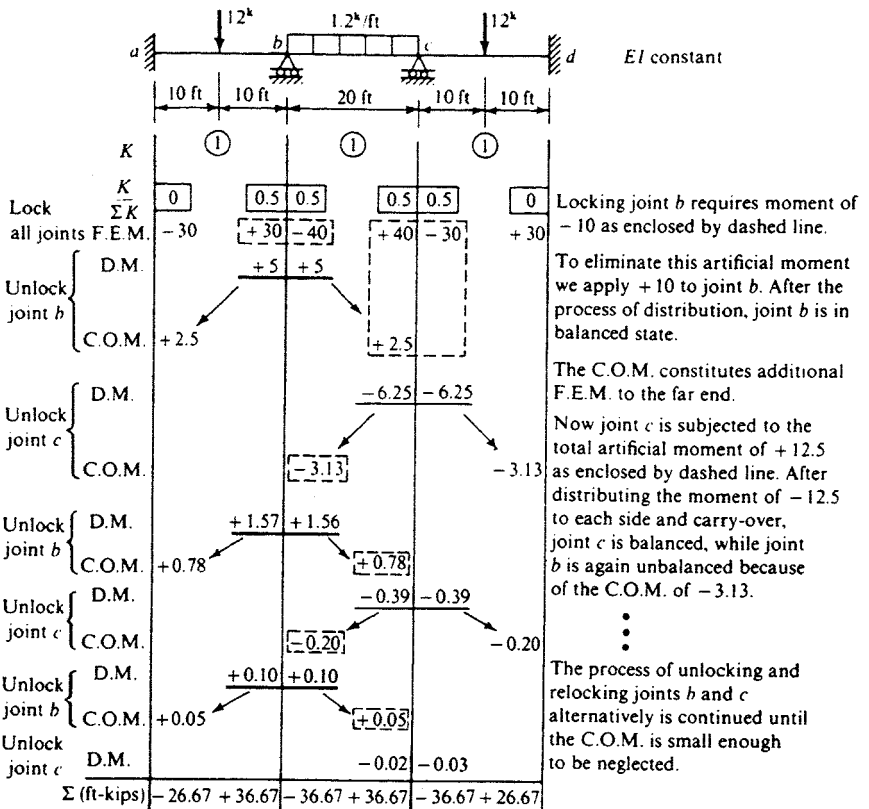 12ᵏ 1.2ᵏ/ft 12ᵏ
a b c d EI constant
10 ft 10 ft 20 ft 10 ft 10 ft
K 1 1 1
K/ΣK 0 0.5 0.5 0.5 0.5 0
Lock all joints F.E.M. −30 +30 −40 +40 −30 +30
Unlock joint b
D.M. +5 +5
C.O.M. +2.5 +2.5
Unlock joint c
D.M. −6.25 −6.25
C.O.M. −3.13 −3.13
Unlock joint b
D.M. +1.57 +1.56
C.O.M. +0.78 +0.78
Unlock joint c
D.M. −0.39 −0.39
C.O.M. −0.20 −0.20
Unlock joint b
D.M. +0.10 +0.10
C.O.M. +0.05 +0.05
Unlock joint c
D.M. −0.02 −0.03
Σ (ft-kips) −26.67 +36.67 −36.67 +36.67 −36.67 +26.67
Locking joint b requires moment of
−10 as enclosed by dashed line.
To eliminate this artificial moment
we apply +10 to joint b. After the
process of distribution, joint b is in
balanced state.
The C.O.M. constitutes additional
F.E.M. to the far end.
Now joint c is subjected to the
total artificial moment of +12.5
as enclosed by dashed line. After
distributing the moment of −12.5
to each side and carry-over,
joint c is balanced, while joint
b is again unbalanced because
of the C.O.M. of −3.13.
The process of unlocking and
relocking joints b and c
alternatively is continued until
the C.O.M. is small enough
to be neglected.